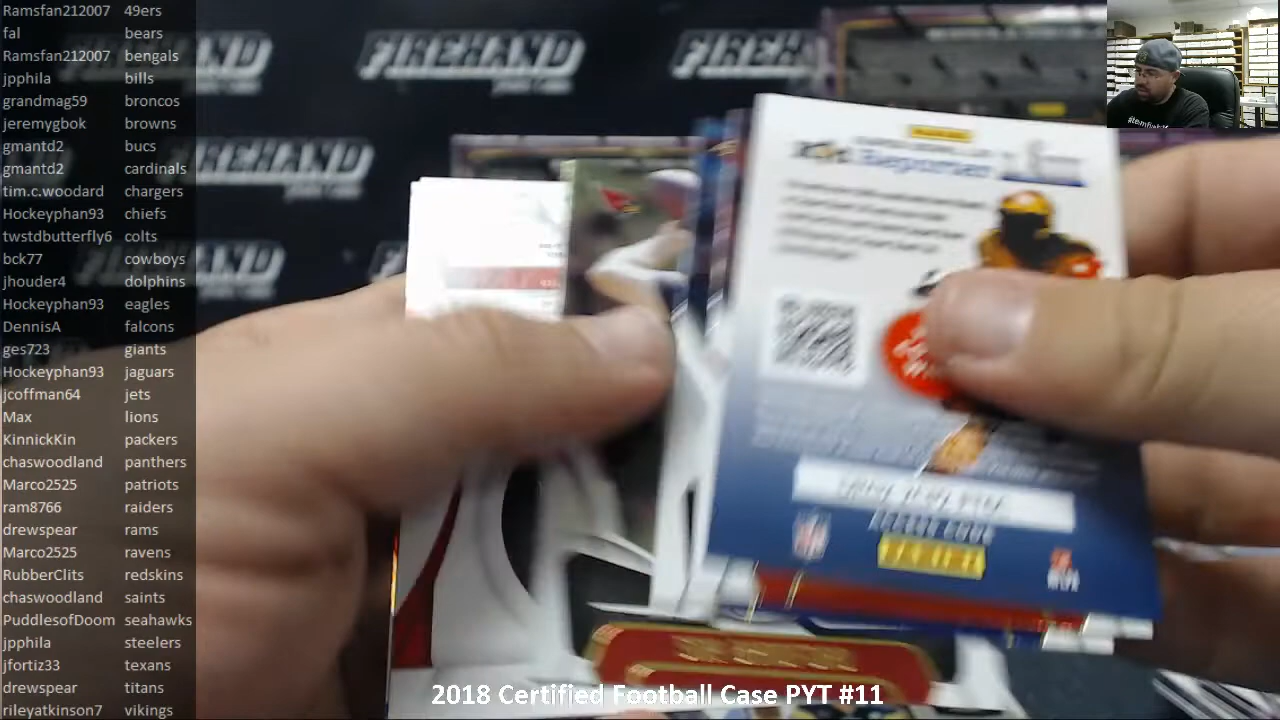 Ramsfan212007 49ers
fal bears
Ramsfan212007 bengals
jpphila bills
grandmag59 broncos
jeremygbok browns
gmantd2 bucs
gmantd2 cardinals
tim.c.woodard chargers
Hockeyphan93 chiefs
twstdbutterfly6 colts
bck77 cowboys
jhouder4 dolphins
Hockeyphan93 eagles
DennisA falcons
ges723 giants
Hockeyphan93 jaguars
jcoffman64 jets
Max lions
KinnickKin packers
chaswoodland panthers
Marco2525 patriots
ram8766 raiders
drewspear rams
Marco2525 ravens
RubberClits redskins
chaswoodland saints
PuddlesofDoom seahawks
jpphila steelers
jfortiz33 texans
drewspear titans
rileyatkinson7 vikings
FIREHAND
FIREHAND
FIREHAND
FIREHAND
FIREHAND
Reporter
2018 Certified Football Case PYT #11